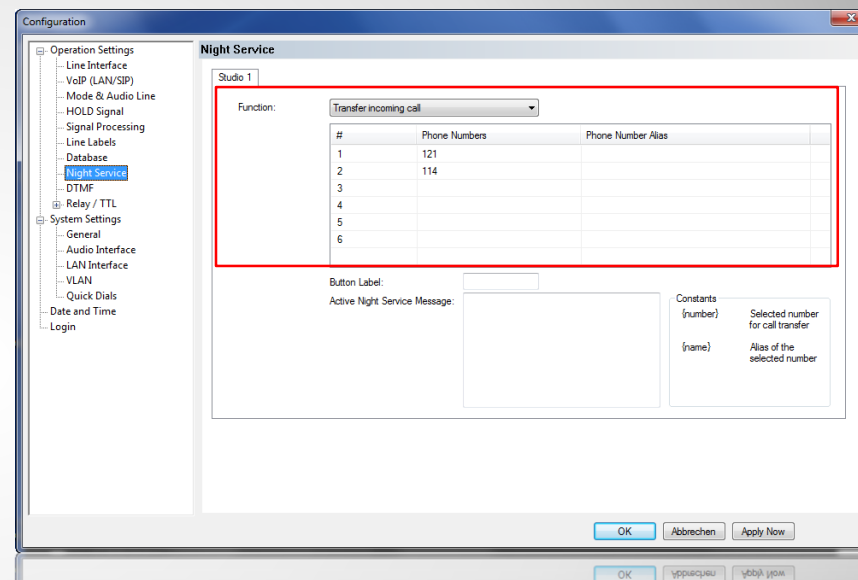 Configuration
Operation Settings
Line Interface
VoIP (LAN/SIP)
Mode & Audio Line
HOLD Signal
Signal Processing
Line Labels
Database
Night Service
DTMF
Relay / TTL
System Settings
General
Audio Interface
LAN Interface
VLAN
Quick Dials
Date and Time
Login
Night Service
Studio 1
Function: Transfer incoming call
# Phone Numbers Phone Number Alias
1 121
2 114
3
4
5
6
Button Label:
Active Night Service Message:
Constants
{number} Selected number
for call transfer
{name} Alias of the
selected number
OK Abbrechen Apply Now